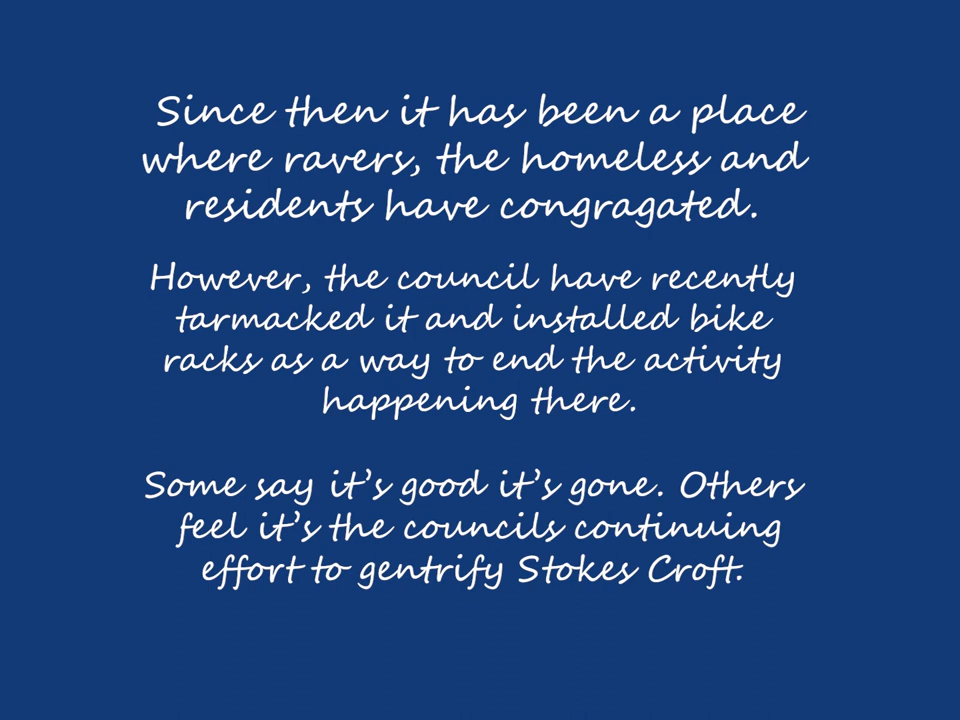 Since then it has been a place
where ravers, the homeless and
residents have congragated.
However, the council have recently
tarmacked it and installed bike
racks as a way to end the activity
happening there.
Some say it’s good it’s gone. Others
feel it’s the councils continuing
effort to gentrify Stokes Croft.